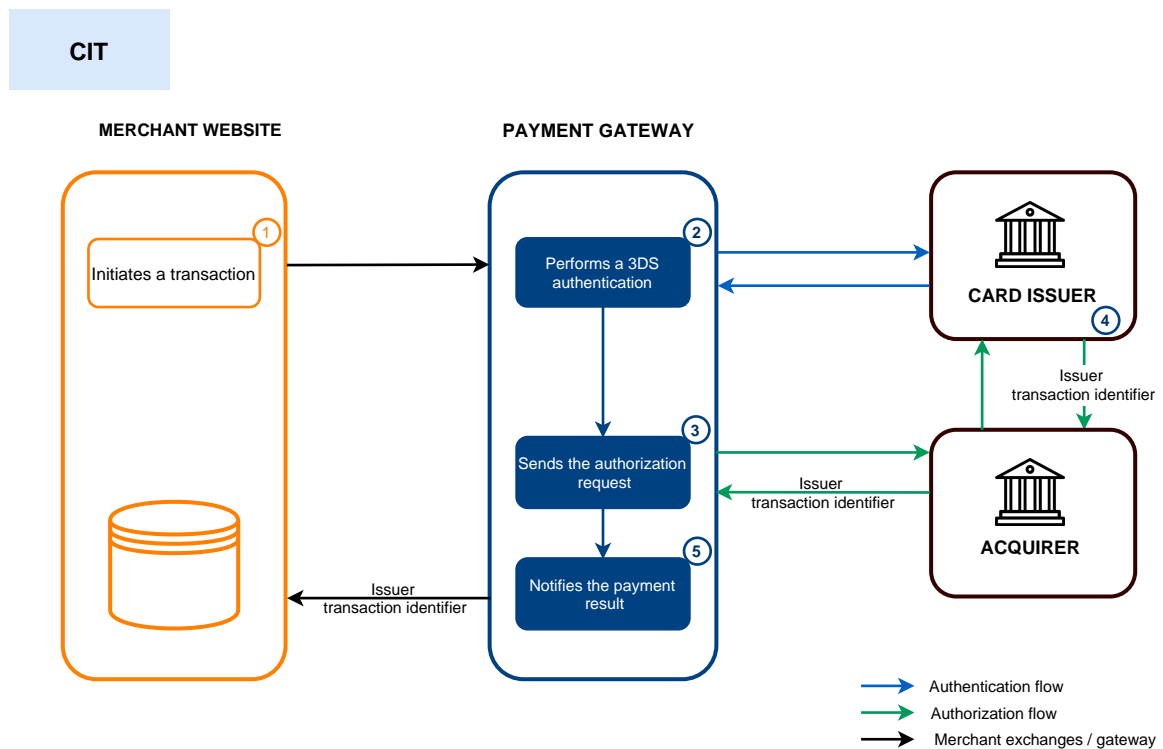 CIT
MERCHANT WEBSITE
PAYMENT GATEWAY
1
Initiates a transaction
2
Performs a 3DS
authentication
CARD ISSUER
4
Issuer
transaction identifier
3
Sends the authorization
request
Issuer
transaction identifier
ACQUIRER
5
Notifies the payment
result
Issuer
transaction identifier
Authentication flow
Authorization flow
Merchant exchanges / gateway